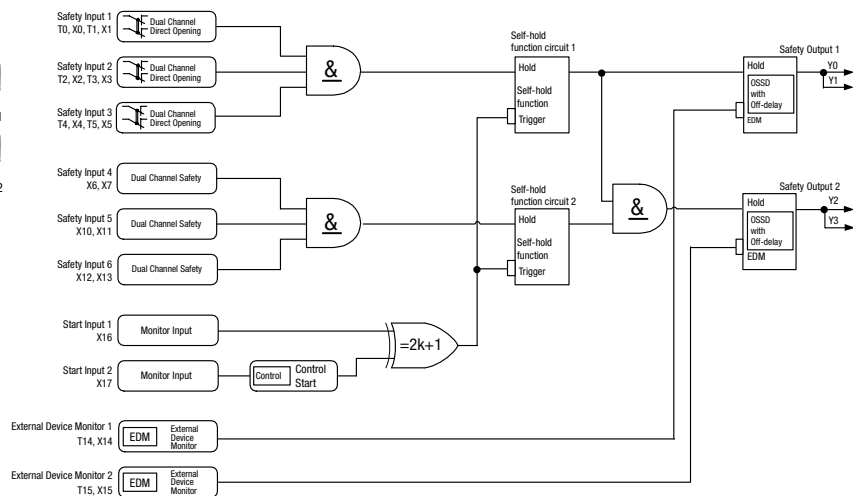 Safety Input 1
T0, X0, T1, X1
Dual Channel
Direct Opening
Safety Input 2
T2, X2, T3, X3
Dual Channel
Direct Opening
Safety Input 3
T4, X4, T5, X5
Dual Channel
Direct Opening
&
Self-hold
function circuit 1
Hold
Self-hold
function
Trigger
Safety Output 1
Hold
OSSD
with
Off-delay
EDM
Y0
Y1
2
Safety Input 4
X6, X7
Dual Channel Safety
Safety Input 5
X10, X11
Dual Channel Safety
Safety Input 6
X12, X13
Dual Channel Safety
&
Self-hold
function circuit 2
Hold
Self-hold
function
Trigger
&
Safety Output 2
Hold
OSSD
with
Off-delay
EDM
Y2
Y3
Start Input 1
X16
Monitor Input
Start Input 2
X17
Monitor Input
Control
Control
Start
=2k+1
External Device Monitor 1
T14, X14
EDM
External
Device
Monitor
External Device Monitor 2
T15, X15
EDM
External
Device
Monitor